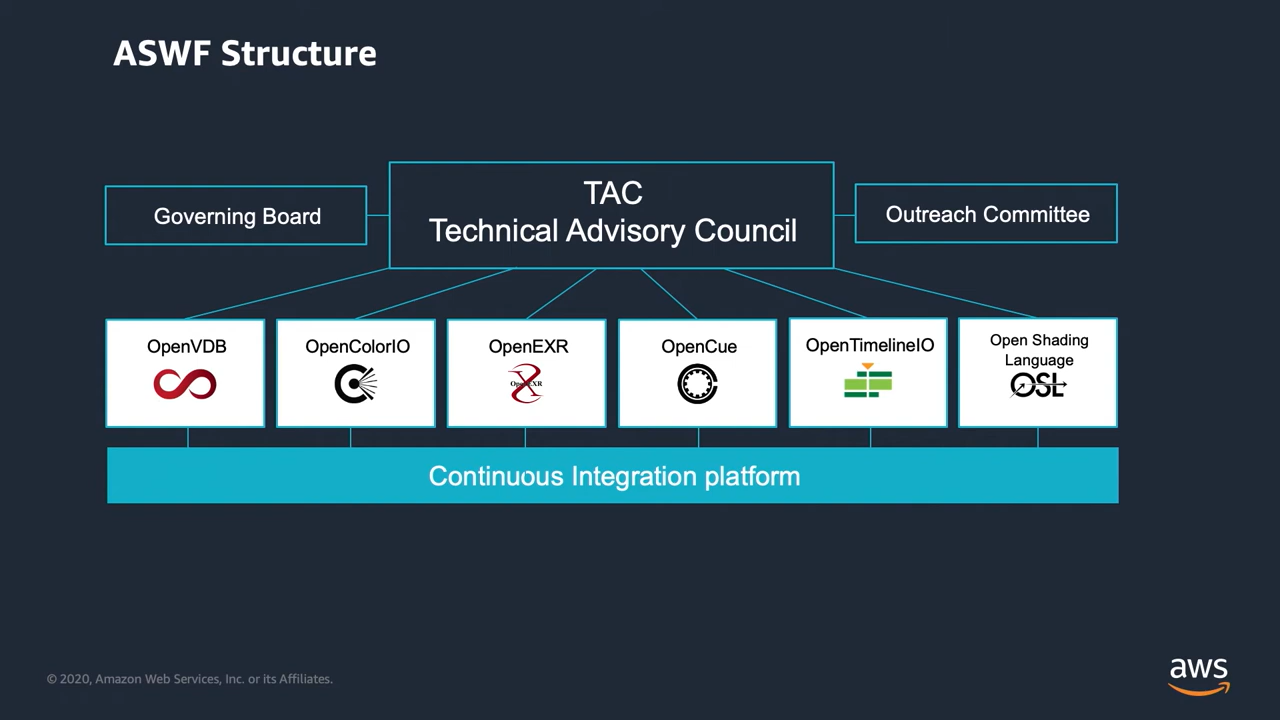 ASWF Structure
Governing Board
TAC
Technical Advisory Council
Outreach Committee
OpenVDB
OpenColorIO
OpenEXR
OpenEXR
OpenCue
OpenTimelineIO
Open Shading
Language
OSL
Continuous Integration platform
© 2020, Amazon Web Services, Inc. or its Affiliates.
aws